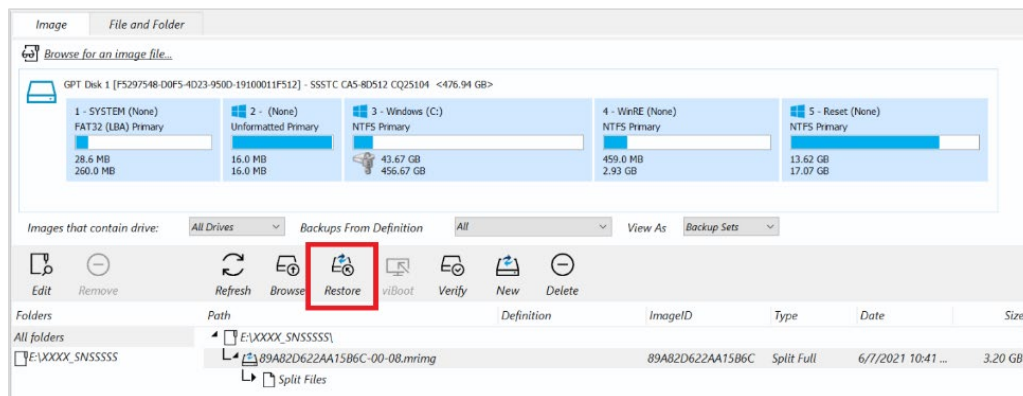 Image File and Folder
Browse for an image file...
GPT Disk 1 [F5297548-D0F5-4D23-950D-19100011F512] - SSSTC CA5-8D512 CQ25104 <476.94 GB>
1 - SYSTEM (None) 2 - (None) 3 - Windows (C:) 4 - WinRE (None) 5 - Reset (None)
FAT32 (LBA) Primary Unformatted Primary NTFS Primary NTFS Primary NTFS Primary
28.6 MB 16.0 MB 43.67 GB 459.0 MB 13.62 GB
260.0 MB 16.0 MB 456.67 GB 2.93 GB 17.07 GB
Images that contain drive: All Drives Backups From Definition All View As Backup Sets
Edit Remove Refresh Browse Restore viBoot Verify New Delete
Folders Path Definition ImageID Type Date Size
All folders E:\XXXX_SNSSSSS\
E:\XXXX_SNSSSSS 89A82D622AA15B6C-00-08.mrimg 89A82D622AA15B6C Split Full 6/7/2021 10:41 ... 3.20 GB
Split Files